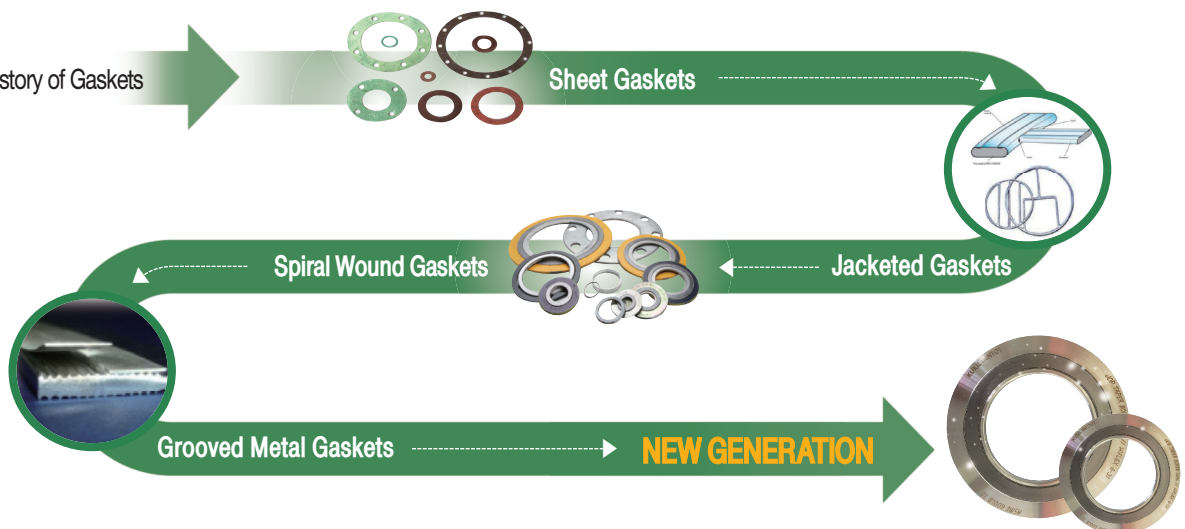 story of Gaskets
Sheet Gaskets
Jacketed Gaskets
Spiral Wound Gaskets
Grooved Metal Gaskets
NEW GENERATION